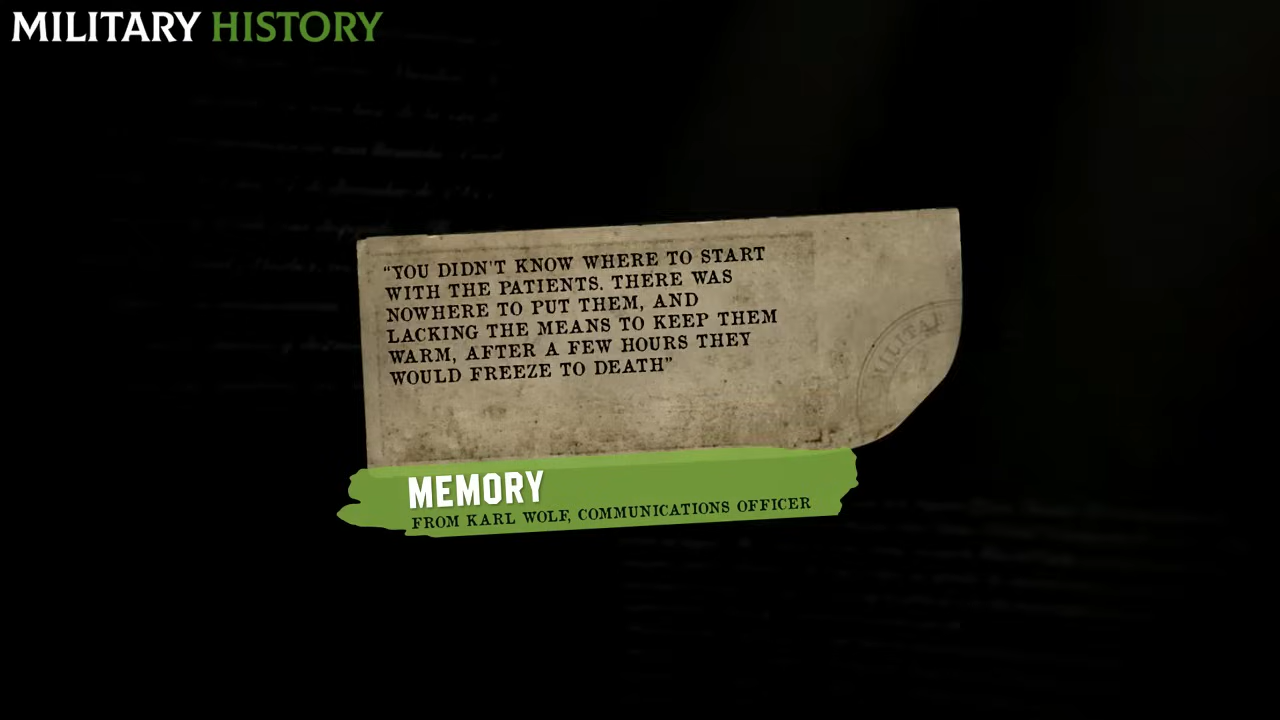 MILITARY HISTORY
“YOU DIDN'T KNOW WHERE TO START
WITH THE PATIENTS. THERE WAS
NOWHERE TO PUT THEM, AND
LACKING THE MEANS TO KEEP THEM
WARM, AFTER A FEW HOURS THEY
WOULD FREEZE TO DEATH”
MEMORY
FROM KARL WOLF, COMMUNICATIONS OFFICER